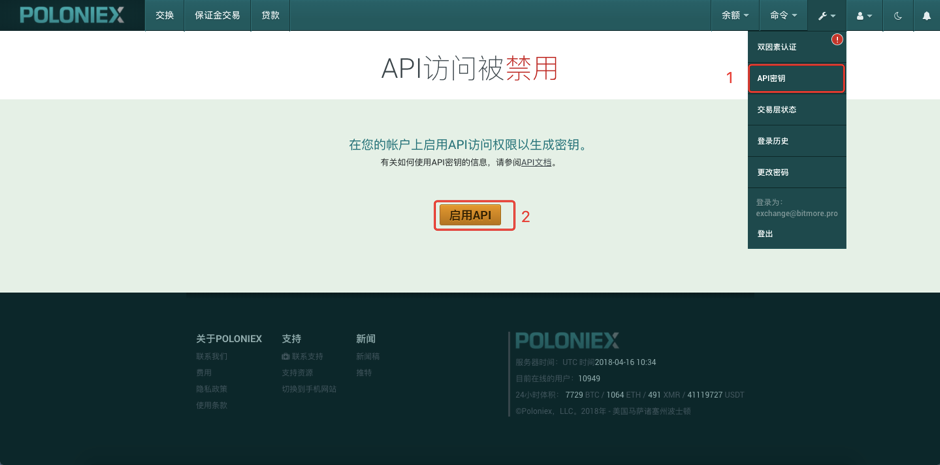 POLONIEX 交换 保证金交易 贷款 余额 命令
双因素认证
!
API访问被禁用
1
API密钥
交易层状态
在您的帐户上启用API访问权限以生成密钥。
登录历史
有关如何使用API密钥的信息，请参阅API文档。
更改密码
登录为：
exchange@bitmore.pro
启用API
2
登出
关于POLONIEX
联系我们
费用
隐私政策
使用条款
支持
联系支持
支持资源
切换到手机网站
新闻
新闻稿
推特
POLONIEX
服务器时间：UTC 时间2018-04-16 10:34
目前在线的用户：10949
24小时体积： 7729 BTC / 1064 ETH / 491 XMR / 41119727 USDT
©Poloniex，LLC，2018年 - 美国马萨诸塞州波士顿